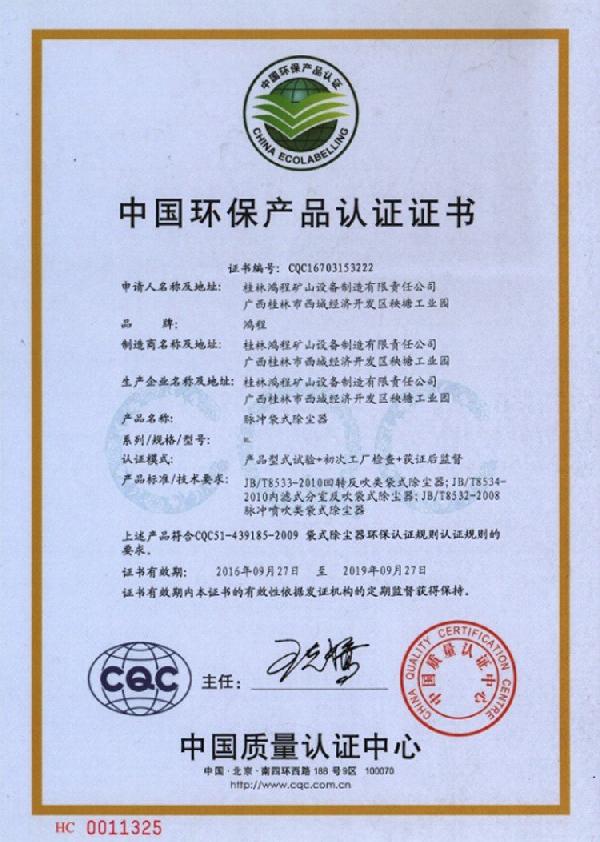 中国环保产品认证
CHINA ECOLABELLING
中国环保产品认证证书
证书编号: CQC16703153222
申请人名称及地址: 桂林鸿程矿山设备制造有限责任公司
广西桂林市西城经济开发区秧塘工业园
品 牌: 鸿程
制造商名称及地址: 桂林鸿程矿山设备制造有限责任公司
广西桂林市西城经济开发区秧塘工业园
生产企业名称及地址: 桂林鸿程矿山设备制造有限责任公司
广西桂林市西城经济开发区秧塘工业园
产品名称: 脉冲袋式除尘器
系列/规格/型号:
认证模式: 产品型式试验+初次工厂检查+获证后监督
产品标准/技术要求: JB/T8533-2010回转反吹类袋式除尘器; JB/T8534-
2010内滤式分室反吹袋式除尘器; JB/T8532-2008
脉冲喷吹类袋式除尘器
上述产品符合CQC51-439185-2009 袋式除尘器环保认证规则认证规则的
要求。
证书有效期: 2016年09月27日 至 2019年09月27日
证书有效期内本证书的有效性依据发证机构的定期监督获得保持。
CQC
主任:
CHINA QUALITY CERTIFICATION CENTRE
中国质量认证中心
中国质量认证中心
中国·北京·南四环西路 188 号 9区 100070
http://www.cqc.com.cn
HC 0011325